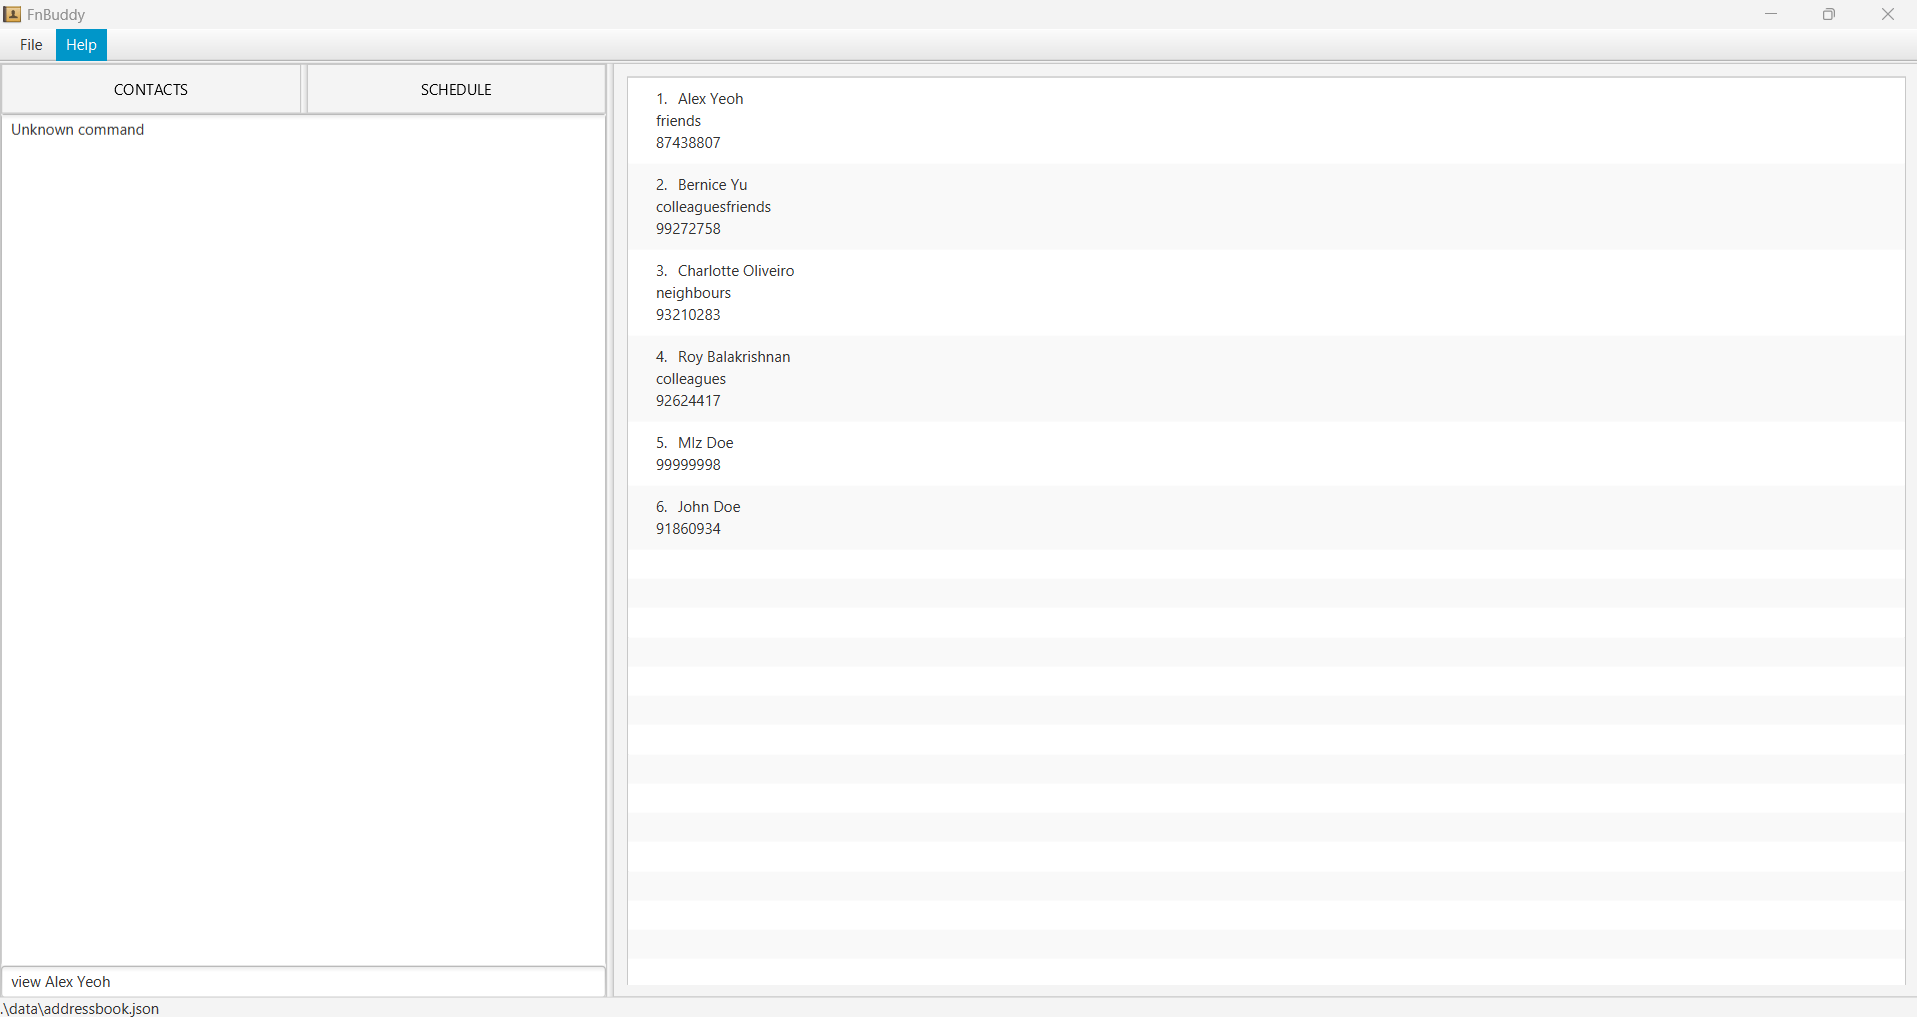 FnBuddy
File Help
CONTACTS SCHEDULE
Unknown command
view Alex Yeoh
1. Alex Yeoh
friends
87438807
2. Bernice Yu
colleaguesfriends
99272758
3. Charlotte Oliveiro
neighbours
93210283
4. Roy Balakrishnan
colleagues
92624417
5. Mlz Doe
99999998
6. John Doe
91860934
.\data\addressbook.json